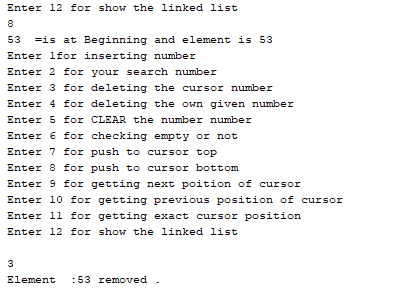 Enter 12 for show the linked list
8
53  =is at Beginning and element is 53
Enter 1for inserting number
Enter 2 for your search number
Enter 3 for deleting the cursor number
Enter 4 for deleting the own given number
Enter 5 for CLEAR the number number
Enter 6 for checking empty or not
Enter 7 for push to cursor top
Enter 8 for push to cursor bottom
Enter 9 for getting next poition of cursor
Enter 10 for getting previous position of cursor
Enter 11 for getting exact cursor position
Enter 12 for show the linked list
3
Element  :53 removed .